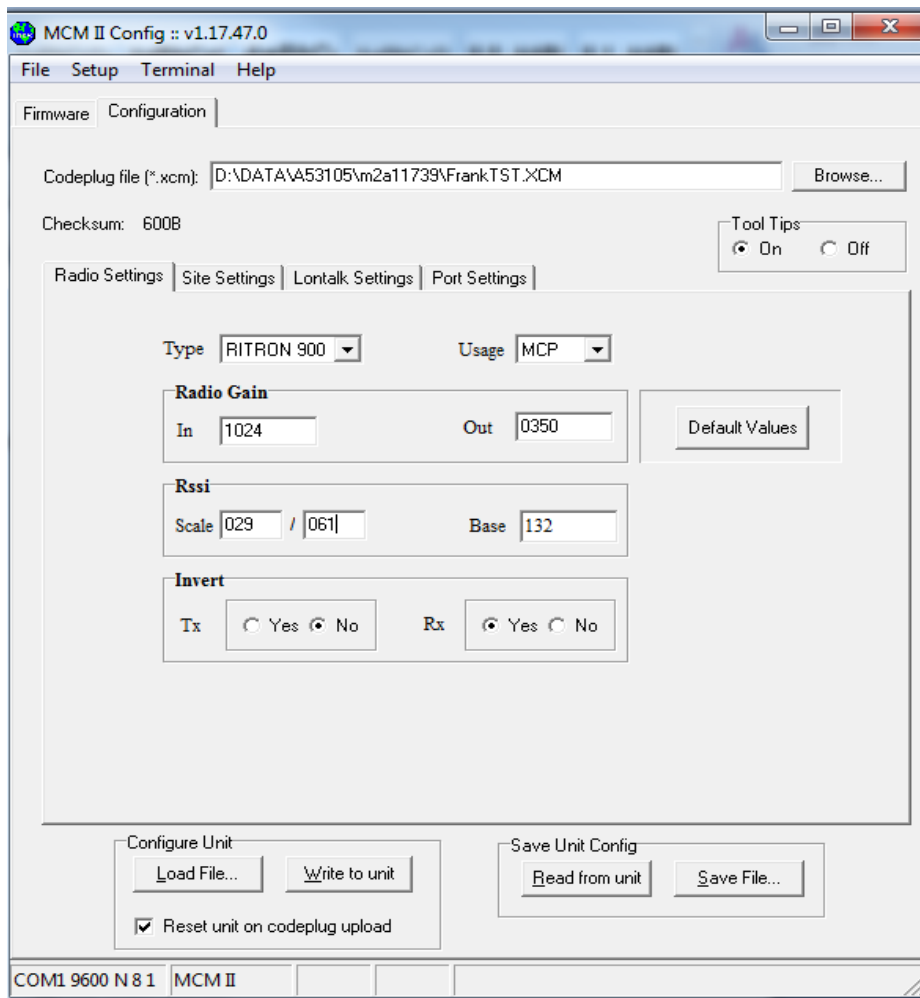 MCM II Config :: v1.17.47.0
File Setup Terminal Help
Firmware Configuration
Codeplug file (*.xcm): D:\DATA\A53105\m2a11739\FrankTST.XCM Browse...
Checksum: 600B
Tool Tips
On Off
Radio Settings Site Settings Lontalk Settings Port Settings
Type RITRON 900 Usage MCP
Radio Gain
In 1024 Out 0350 Default Values
Rssi
Scale 029 / 061 Base 132
Invert
Tx Yes No Rx Yes No
Configure Unit Save Unit Config
Load File... Write to unit Read from unit Save File...
Reset unit on codeplug upload
COM1 9600 N 8 1 MCM II